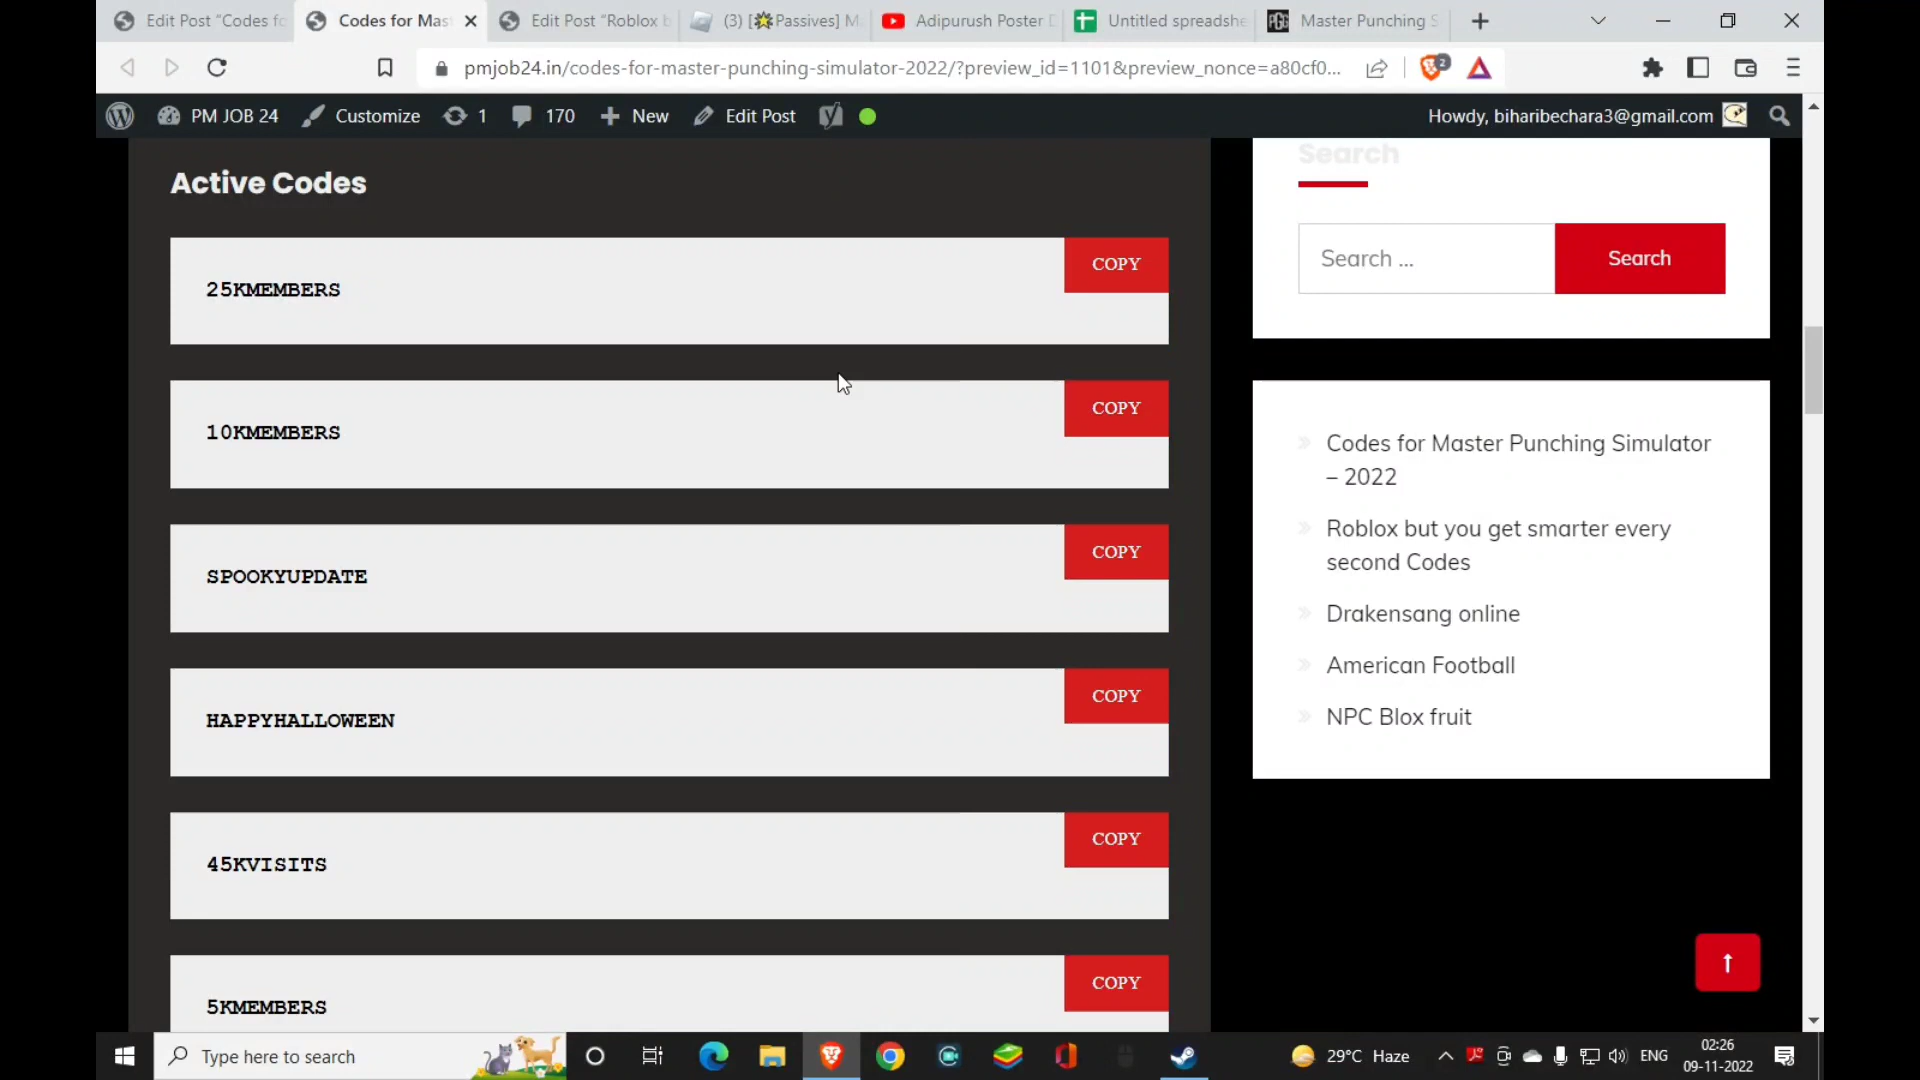 Edit Post “Codes fo
Codes for Mas
Edit Post “Roblox b
(3) [🌟Passives] M
Adipurush Poster D
Untitled spreadshe
Master Punching S
pmjob24.in/codes-for-master-punching-simulator-2022/?preview_id=1101&preview_nonce=a80cf0...
2
PM JOB 24
Customize
1
170
New
Edit Post
Howdy, biharibechara3@gmail.com
Active Codes
25KMEMBERS
COPY
10KMEMBERS
COPY
SPOOKYUPDATE
COPY
HAPPYHALLOWEEN
COPY
45KVISITS
COPY
5KMEMBERS
COPY
Search
Search ...
Search
Codes for Master Punching Simulator
– 2022
Roblox but you get smarter every
second Codes
Drakensang online
American Football
NPC Blox fruit
Type here to search
29°C Haze
ENG
02:26
09-11-2022